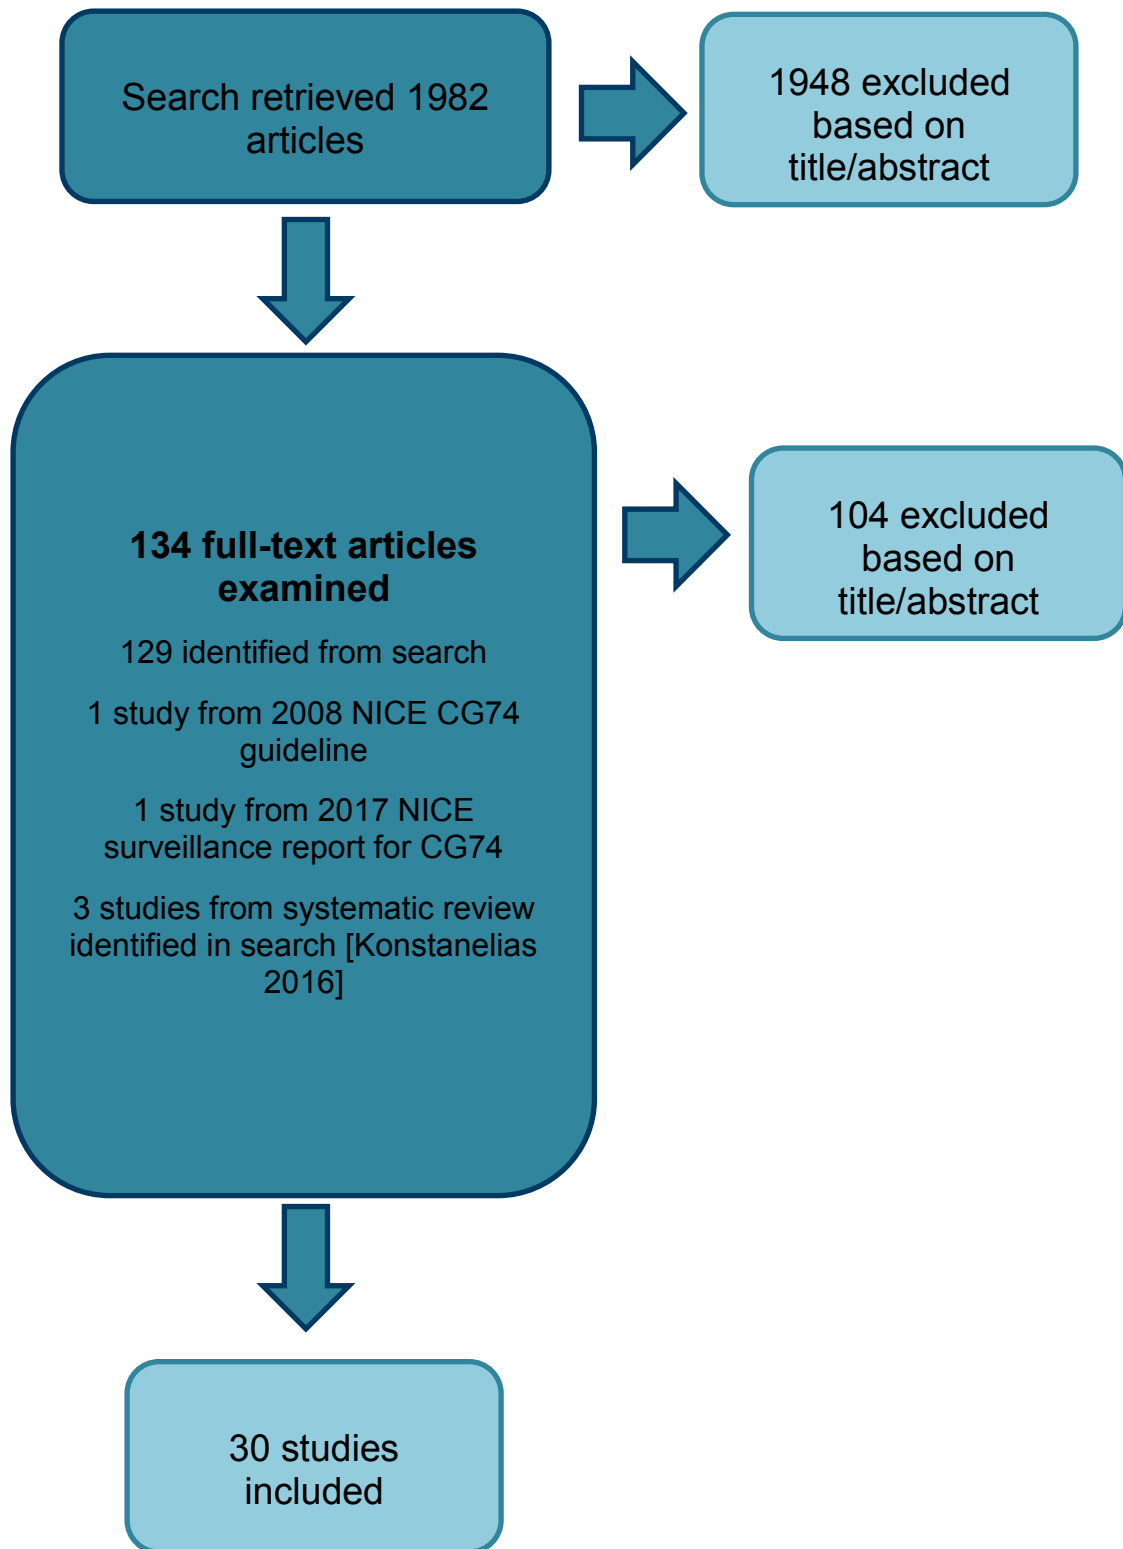 Search retrieved 1982
articles
1948 excluded
based on
title/abstract
134 full-text articles
examined
129 identified from search
1 study from 2008 NICE CG74
guideline
1 study from 2017 NICE
surveillance report for CG74
3 studies from systematic review
identified in search [Konstanelias
2016]
104 excluded
based on
title/abstract
30 studies
included